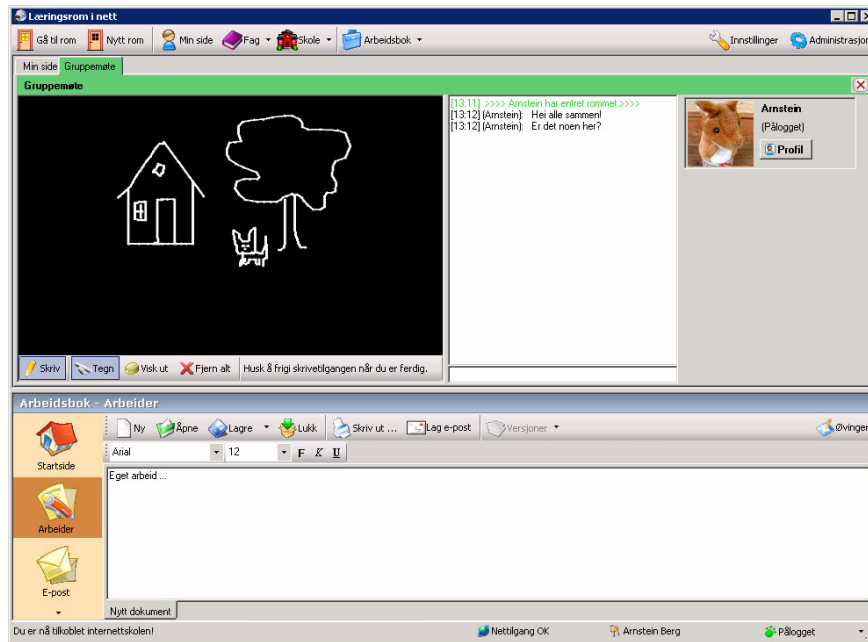 Læringsrom i nett
Gå til rom Nytt rom Min side Fag Skole Arbeidsbok Innstillinger Administrasjon
Min side Gruppemøte
Gruppemøte
[13:11] >>>> Arnstein har entret rommet >>>>
[13:12] (Arnstein): Hei alle sammen!
[13:12] (Arnstein): Er det noen her?
Arnstein
(Pålogget)
Profil
Skriv Tegn Visk ut Fjern alt Husk å frigi skrivetilgangen når du er ferdig.
Arbeidsbok - Arbeider
Startside
Arbeider
E-post
Ny Åpne Lagre Lukk Skriv ut ... Lag e-post Versjoner Øvinger
Arial 12 F K U
Eget arbeid ...
Nytt dokument
Du er nå tilkoblet internettskolen! Nettilgang OK Arnstein Berg Pålogget